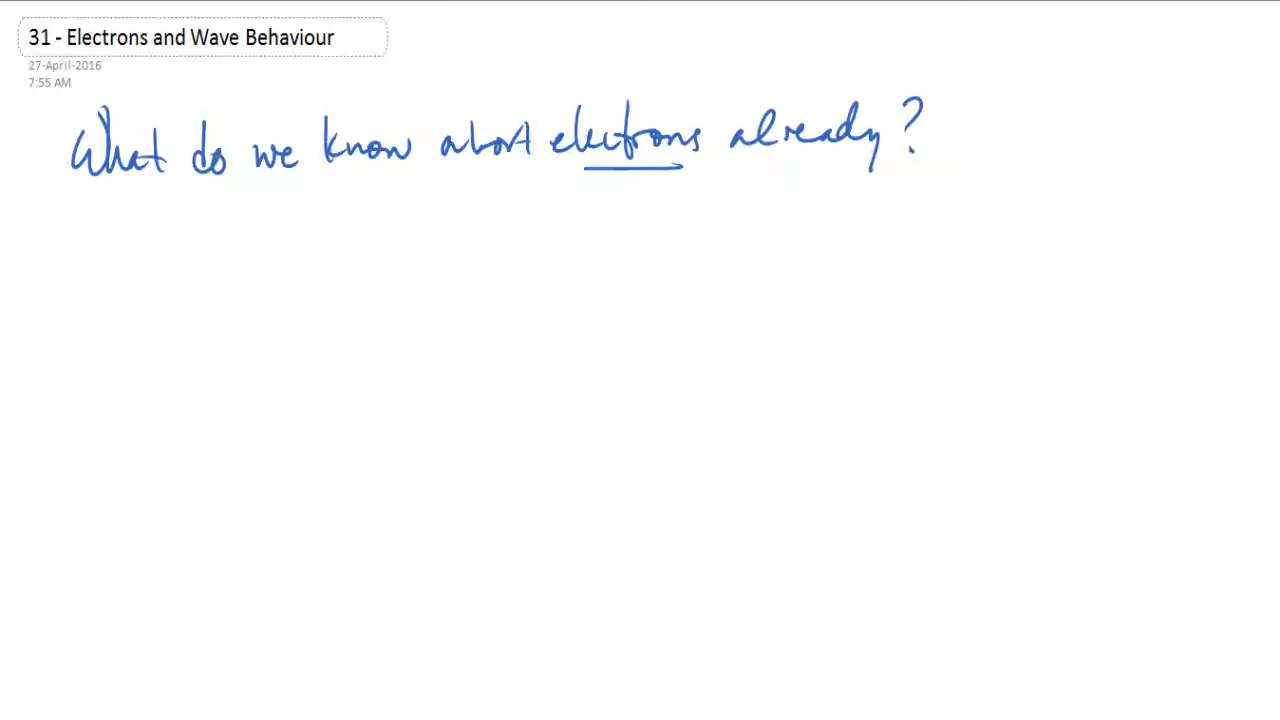 31 - Electrons and Wave Behaviour
27-April-2016
7:55 AM
What do we know about electrons already?